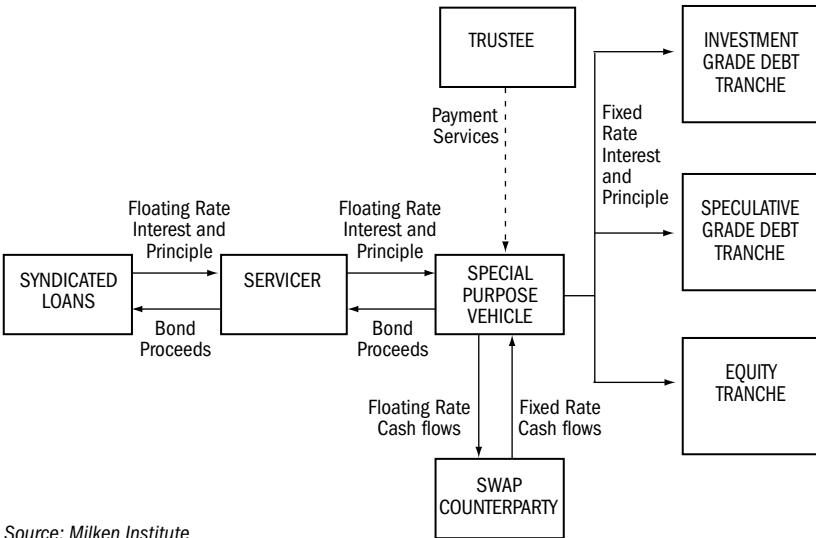 TRUSTEE
INVESTMENT
GRADE DEBT
TRANCHE
Payment
Services
Fixed
Rate
Interest
and
Principle
Floating Rate
Interest and
Principle
Floating Rate
Interest and
Principle
SPECULATIVE
GRADE DEBT
TRANCHE
SYNDICATED
LOANS
SERVICER
SPECIAL
PURPOSE
VEHICLE
Bond
Proceeds
Bond
Proceeds
EQUITY
TRANCHE
Floating Rate
Cash flows
Fixed Rate
Cash flows
SWAP
COUNTERPARTY
Source: Milken Institute